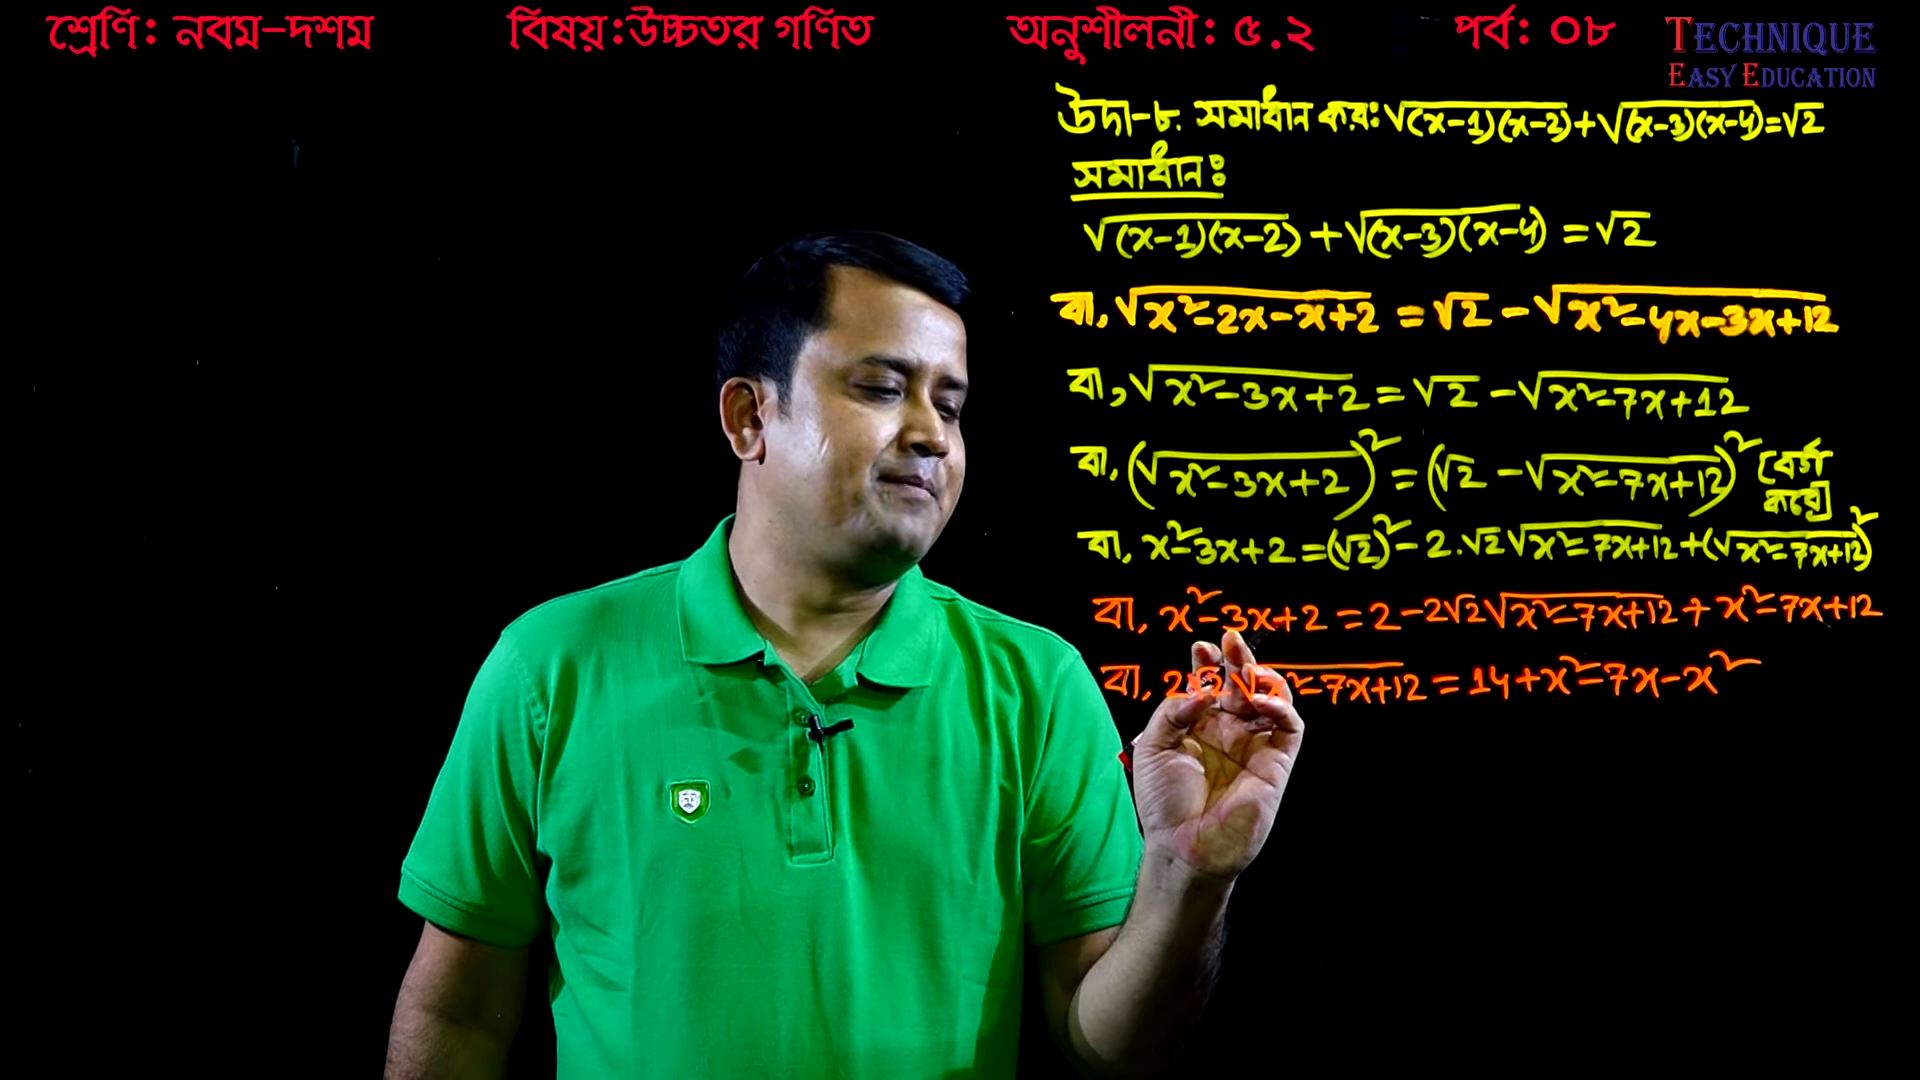 শ্রেণি: নবম-দশম বিষয়:উচ্চতর গণিত অনুশীলনী: ৫.২ পর্ব: ০৮
TECHNIQUE
EASY EDUCATION
উদা-৮. সমাধান কর: √(x-1)(x-2) + √(x-3)(x-4) = √2
সমাধান:
√(x-1)(x-2) + √(x-3)(x-4) = √2
বা, √x²-2x-x+2 = √2 - √x²-4x-3x+12
বা, √x²-3x+2 = √2 - √x²-7x+12
বা, (√x²-3x+2)² = (√2 - √x²-7x+12)² [বর্গ করে]
বা, x²-3x+2 = (√2)² - 2.√2√x²-7x+12 + (√x²-7x+12)²
বা, x²-3x+2 = 2-2√2√x²-7x+12 + x²-7x+12
বা, 2√2√x²-7x+12 = 14+x²-7x-x²